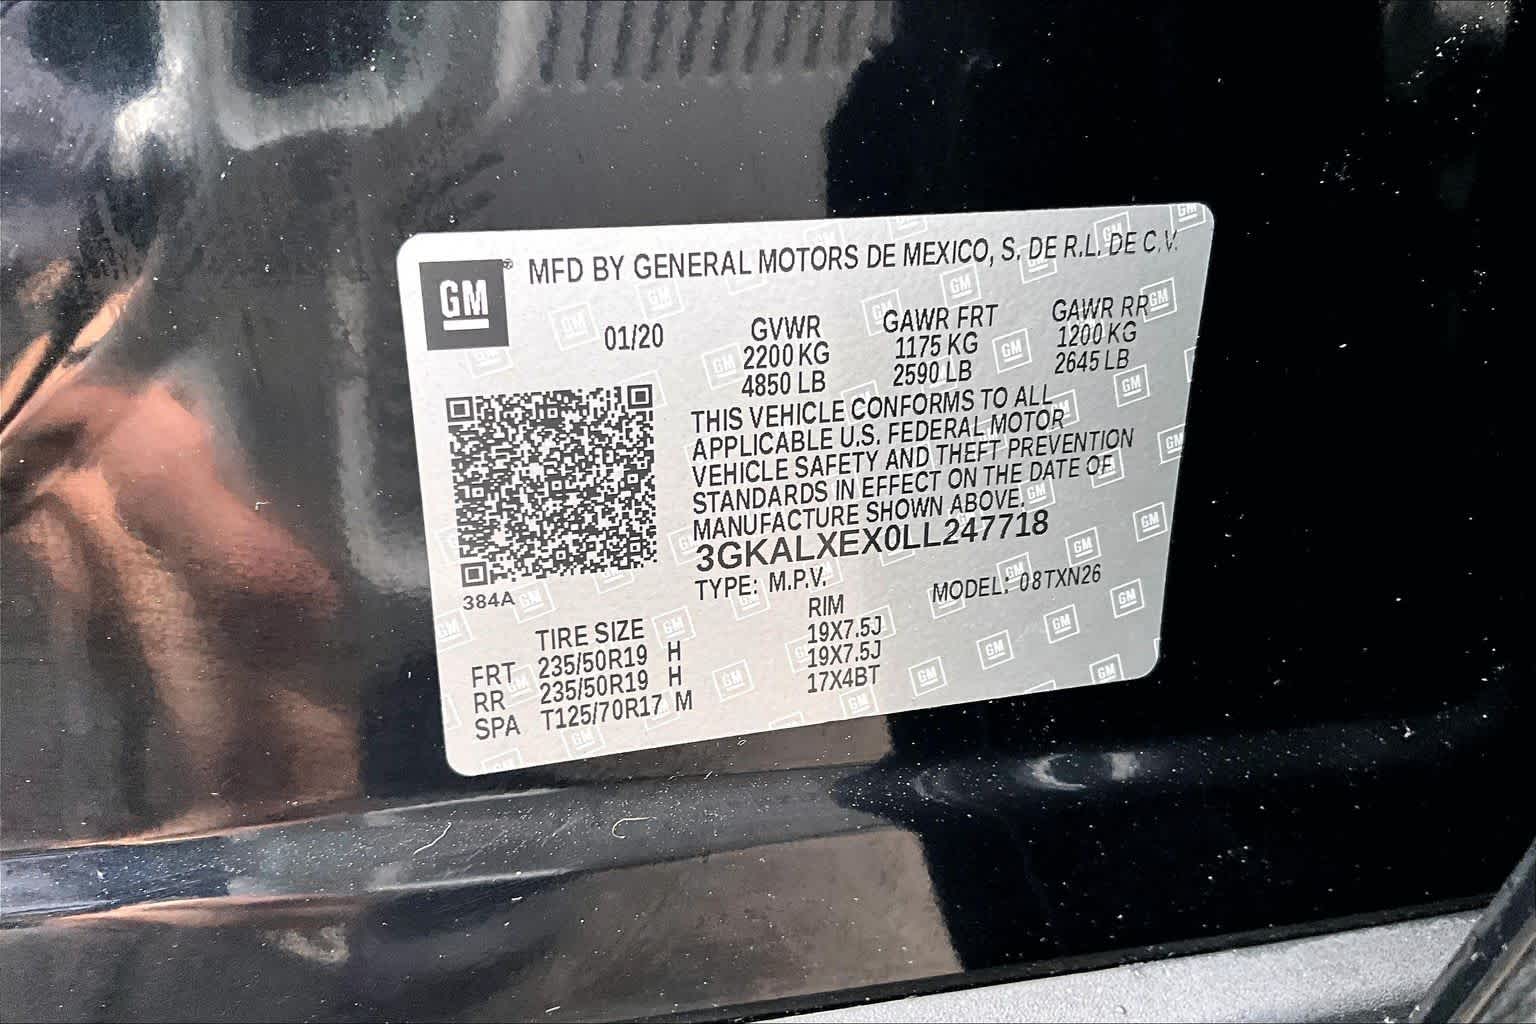 GM
MFD BY GENERAL MOTORS DE MEXICO, S. DE R.L. DE C.V.
01/20 GVWR GAWR FRT GAWR RR
2200 KG 1175 KG 1200 KG
4850 LB 2590 LB 2645 LB
THIS VEHICLE CONFORMS TO ALL
APPLICABLE U.S. FEDERAL MOTOR
VEHICLE SAFETY AND THEFT PREVENTION
STANDARDS IN EFFECT ON THE DATE OF
MANUFACTURE SHOWN ABOVE.
3GKALXEX0LL247718
TYPE: M.P.V. MODEL: 08TXN26
384A
TIRE SIZE RIM
FRT 235/50R19 H 19X7.5J
RR 235/50R19 H 19X7.5J
SPA T125/70R17 M 17X4BT